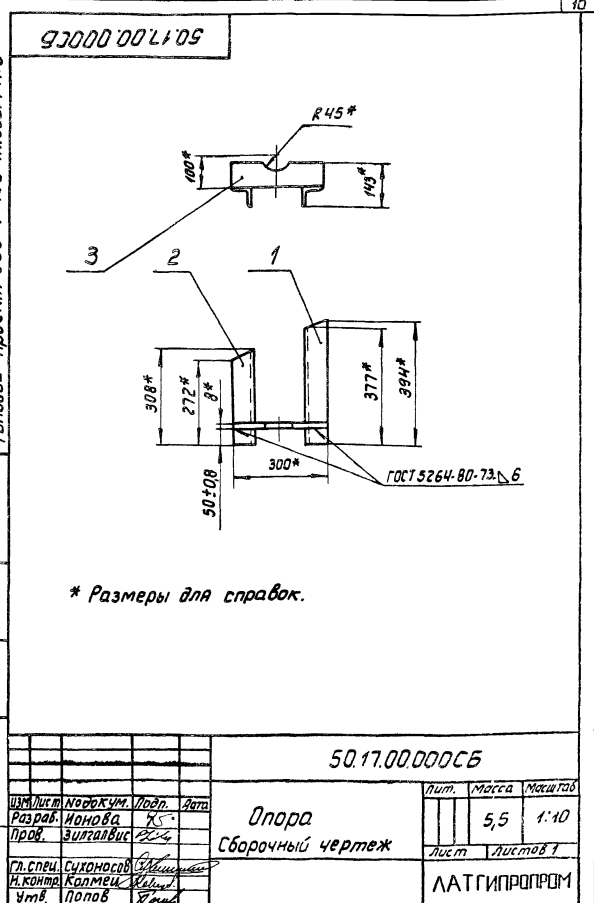 10
50.17.00.000СБ
R45*
100*
143*
3
2
1
308*
272*
8*
377*
394*
50±0,8
300*
ГОСТ 5264-80-Т3-◺6
* Размеры для справок.
50.17.00.000СБ
Изм Лист № докум. Подп. Дата
Разраб. Ионова
Пров.
Гл.спец. Сухоносов
Н.контр. Калмен
Утв. Попов
Опора
Сборочный чертеж
Лит. Масса Масштаб
5,5 1:10
Лист Листов 1
ЛАТГИПРОПРОМ